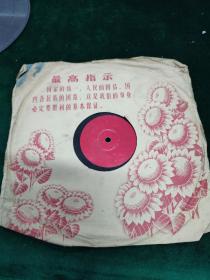 最高指示
国家的统一，人民的团结，国
内各民族的团结，这是我们的事业
必定要胜利的基本保证。